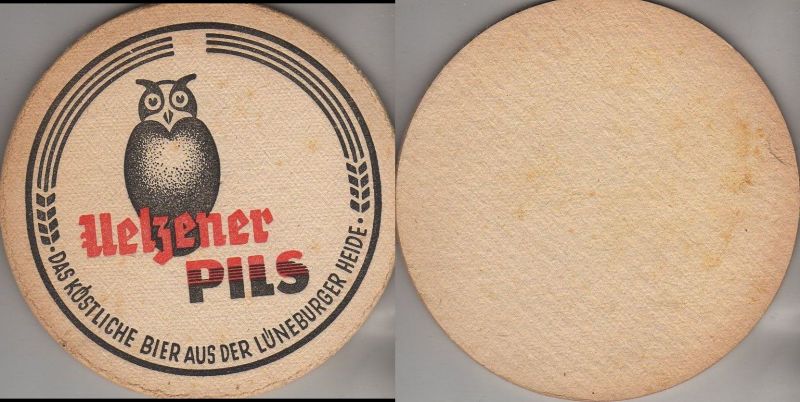 Uelzener
PILS
· DAS KÖSTLICHE BIER AUS DER LÜNEBURGER HEIDE ·